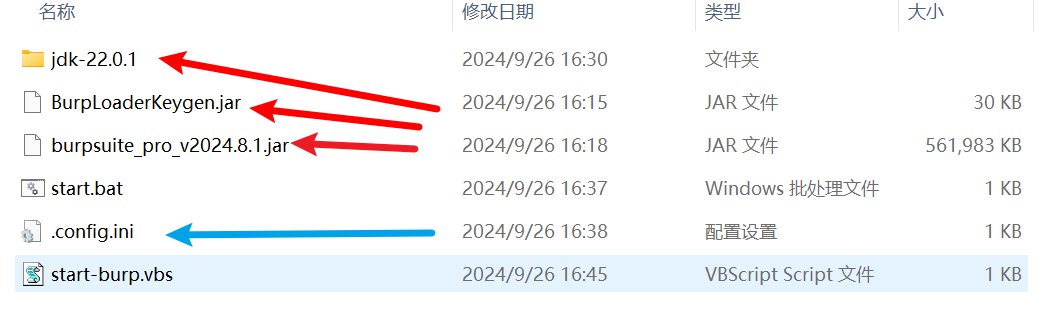 名称 修改日期 类型 大小
jdk-22.0.1 2024/9/26 16:30 文件夹
BurpLoaderKeygen.jar 2024/9/26 16:15 JAR 文件 30 KB
burpsuite_pro_v2024.8.1.jar 2024/9/26 16:18 JAR 文件 561,983 KB
start.bat 2024/9/26 16:37 Windows 批处理文件 1 KB
.config.ini 2024/9/26 16:38 配置设置 1 KB
start-burp.vbs 2024/9/26 16:45 VBScript Script 文件 1 KB